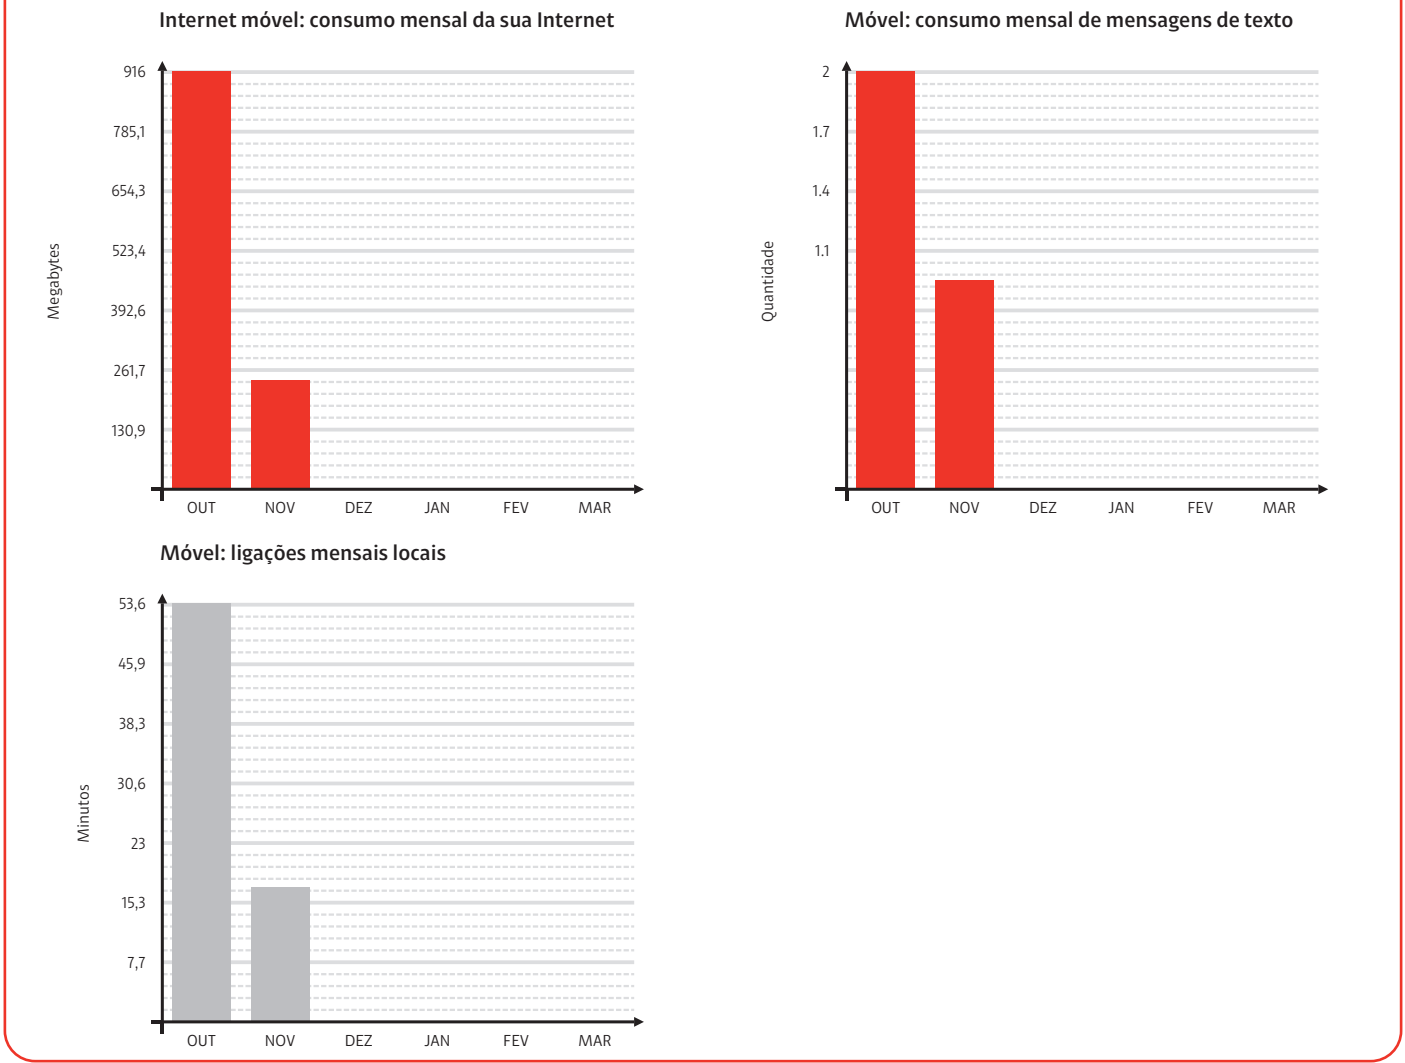 Internet móvel: consumo mensal da sua Internet
916
785,1
654,3
523,4
392,6
261,7
130,9
Megabytes
OUT NOV DEZ JAN FEV MAR
Móvel: consumo mensal de mensagens de texto
2
1.7
1.4
1.1
Quantidade
OUT NOV DEZ JAN FEV MAR
Móvel: ligações mensais locais
53,6
45,9
38,3
30,6
23
15,3
7,7
Minutos
OUT NOV DEZ JAN FEV MAR